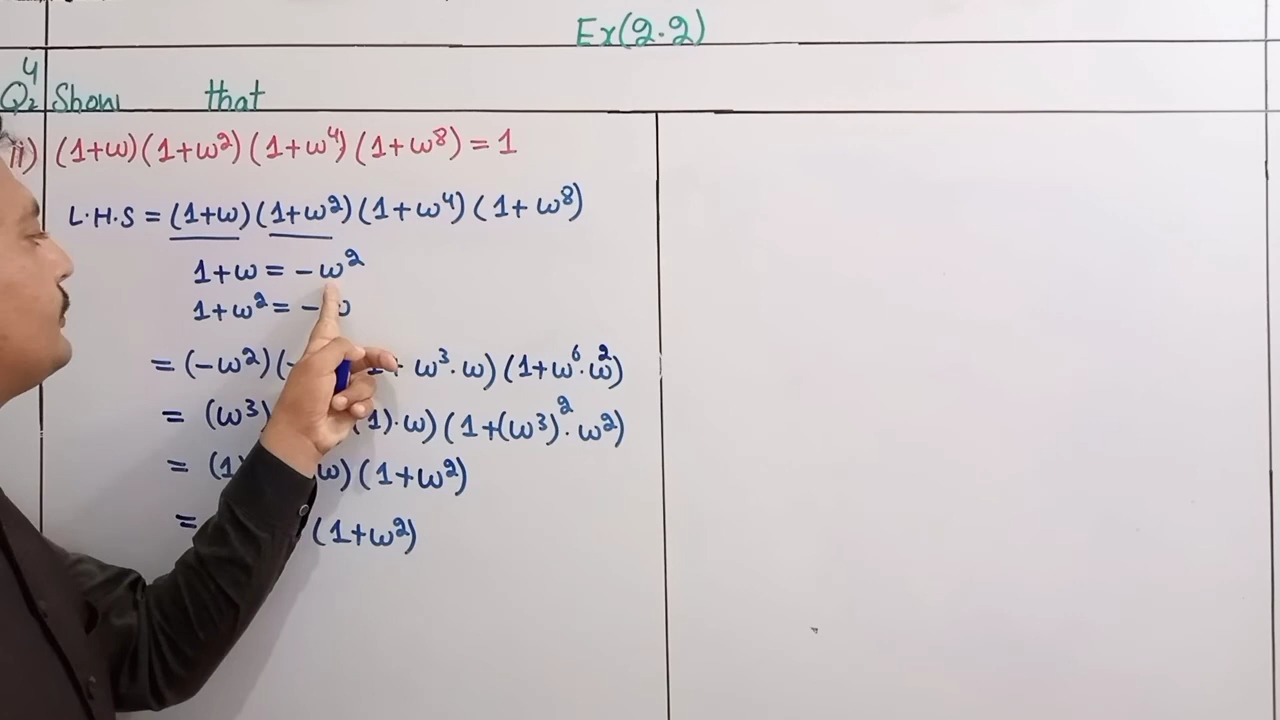 Ex(2.2)
4
Q2 Show that
ii) (1+ω)(1+ω²)(1+ω⁴)(1+ω⁸)=1
L.H.S = (1+ω)(1+ω²)(1+ω⁴)(1+ω⁸)
1+ω = -ω²
1+ω² = -ω
= (-ω²)(- + ω³.ω)(1+ω⁶.ω²)
= (ω³) (1).ω)(1+(ω³)².ω²)
= (1) ω)(1+ω²)
= (1+ω²)